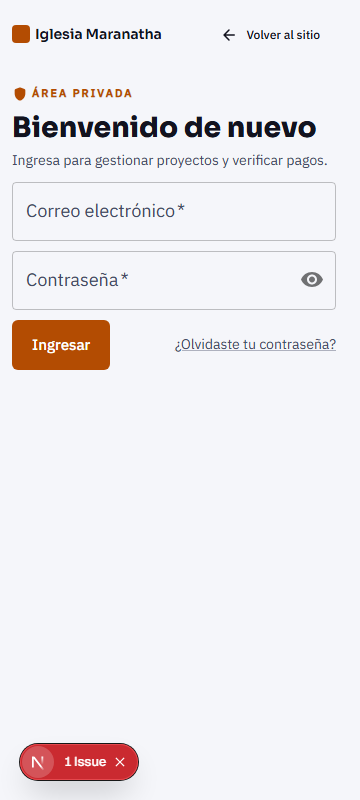 Iglesia Maranatha
Volver al sitio
ÁREA PRIVADA
Bienvenido de nuevo
Ingresa para gestionar proyectos y verificar pagos.
Correo electrónico *
Contraseña *
Ingresar
¿Olvidaste tu contraseña?
N 1 Issue